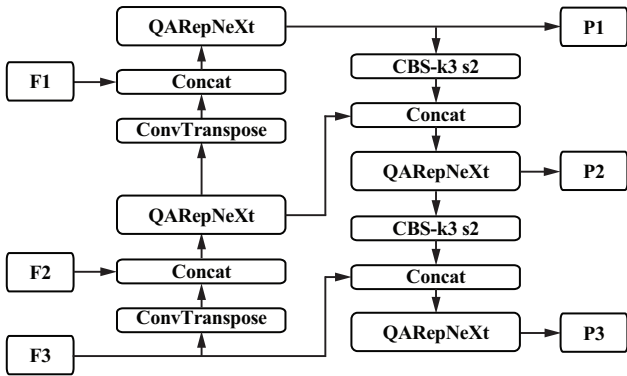 QARepNeXt
P1
F1
Concat
CBS-k3 s2
ConvTranspose
Concat
QARepNeXt
P2
QARepNeXt
CBS-k3 s2
F2
Concat
Concat
ConvTranspose
QARepNeXt
P3
F3